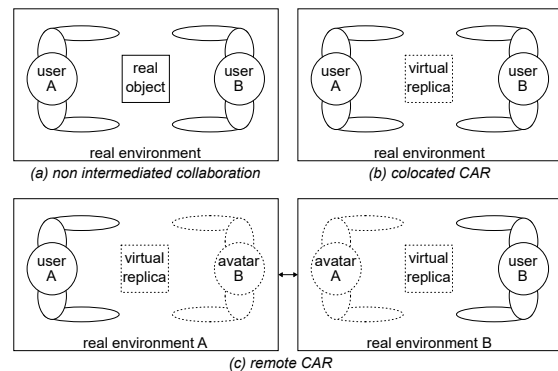 user
A
real
object
user
B
real environment
(a) non intermediated collaboration
user
A
virtual
replica
user
B
real environment
(b) colocated CAR
user
A
virtual
replica
avatar
B
real environment A
avatar
A
virtual
replica
user
B
real environment B
(c) remote CAR